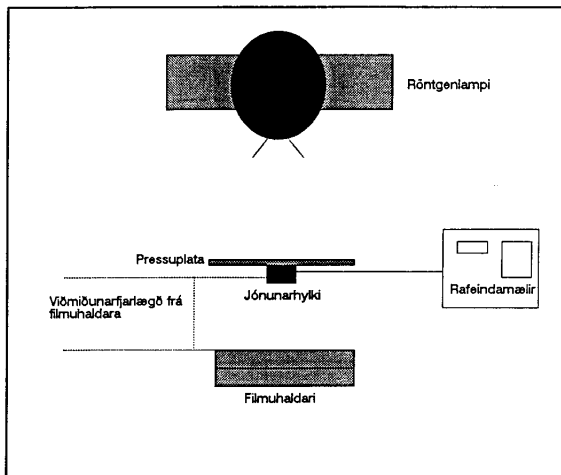 Röntgenlampi
Pressuplata
Rafeindamælir
Jónunarhylki
Viðmiðunarfjarlægð frá
filmuhaldara
Filmuhaldari